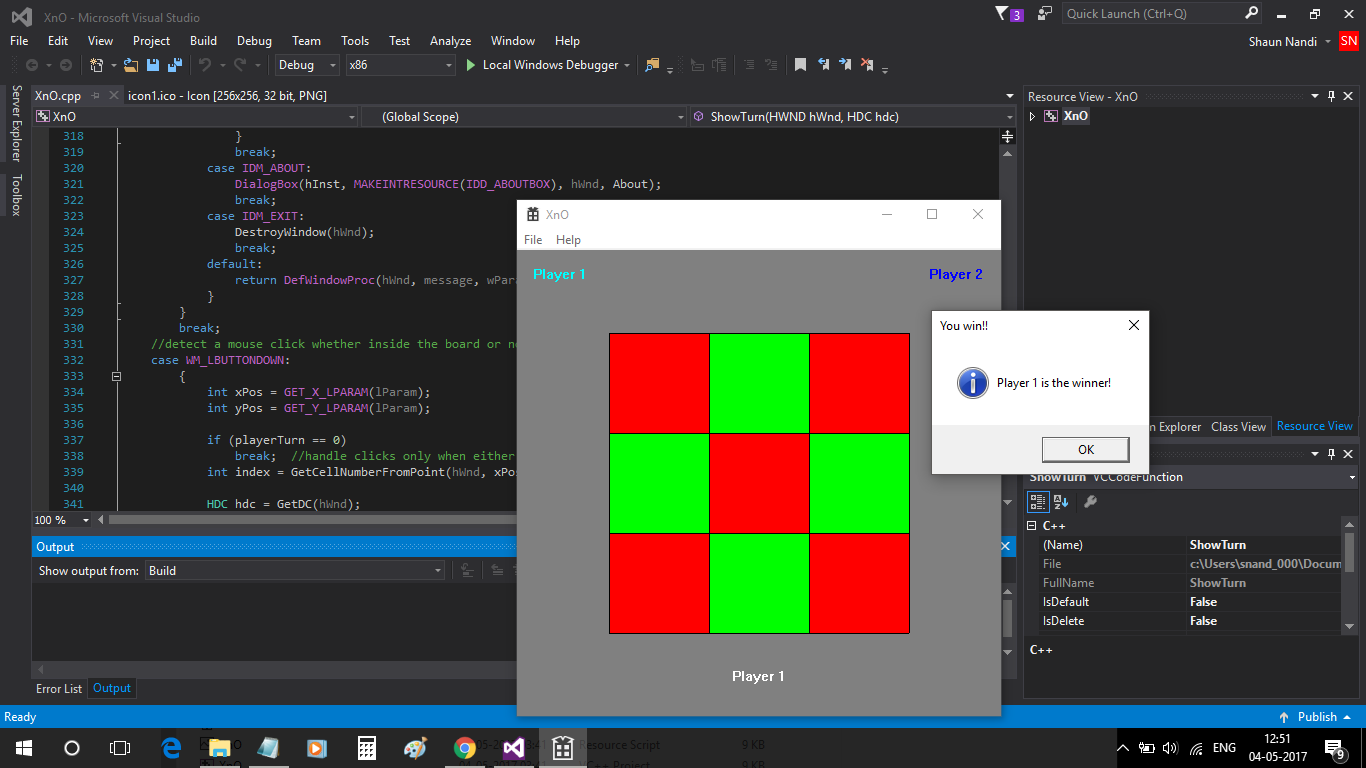 XnO - Microsoft Visual Studio
3
Quick Launch (Ctrl+Q)
File Edit View Project Build Debug Team Tools Test Analyze Window Help
Shaun Nandi
SN
Debug x86 Local Windows Debugger
Server Explorer
Toolbox
XnO.cpp icon1.ico - Icon [256x256, 32 bit, PNG]
XnO (Global Scope) ShowTurn(HWND hWnd, HDC hdc)
318 }
319 break;
320 case IDM_ABOUT:
321 DialogBox(hInst, MAKEINTRESOURCE(IDD_ABOUTBOX), hWnd, About);
322 break;
323 case IDM_EXIT:
324 DestroyWindow(hWnd);
325 break;
326 default:
327 return DefWindowProc(hWnd, message, wPara
328 }
329 }
330 break;
331 //detect a mouse click whether inside the board or no
332 case WM_LBUTTONDOWN:
333 {
334 int xPos = GET_X_LPARAM(lParam);
335 int yPos = GET_Y_LPARAM(lParam);
336
337 if (playerTurn == 0)
338 break; //handle clicks only when either
339 int index = GetCellNumberFromPoint(hWnd, xPos
340
341 HDC hdc = GetDC(hWnd);
100 %
Output
Show output from: Build
Error List Output
Ready
XnO
File Help
Player 1 Player 2
Player 1
You win!!
Player 1 is the winner!
OK
Resource View - XnO
XnO
n Explorer Class View Resource View
ShowTurn VCCodeFunction
C++
(Name) ShowTurn
File c:\Users\snand_000\Docum
FullName ShowTurn
IsDefault False
IsDelete False
C++
Publish
Resource Script 9 KB
9 KB
ENG
12:51
04-05-2017
9